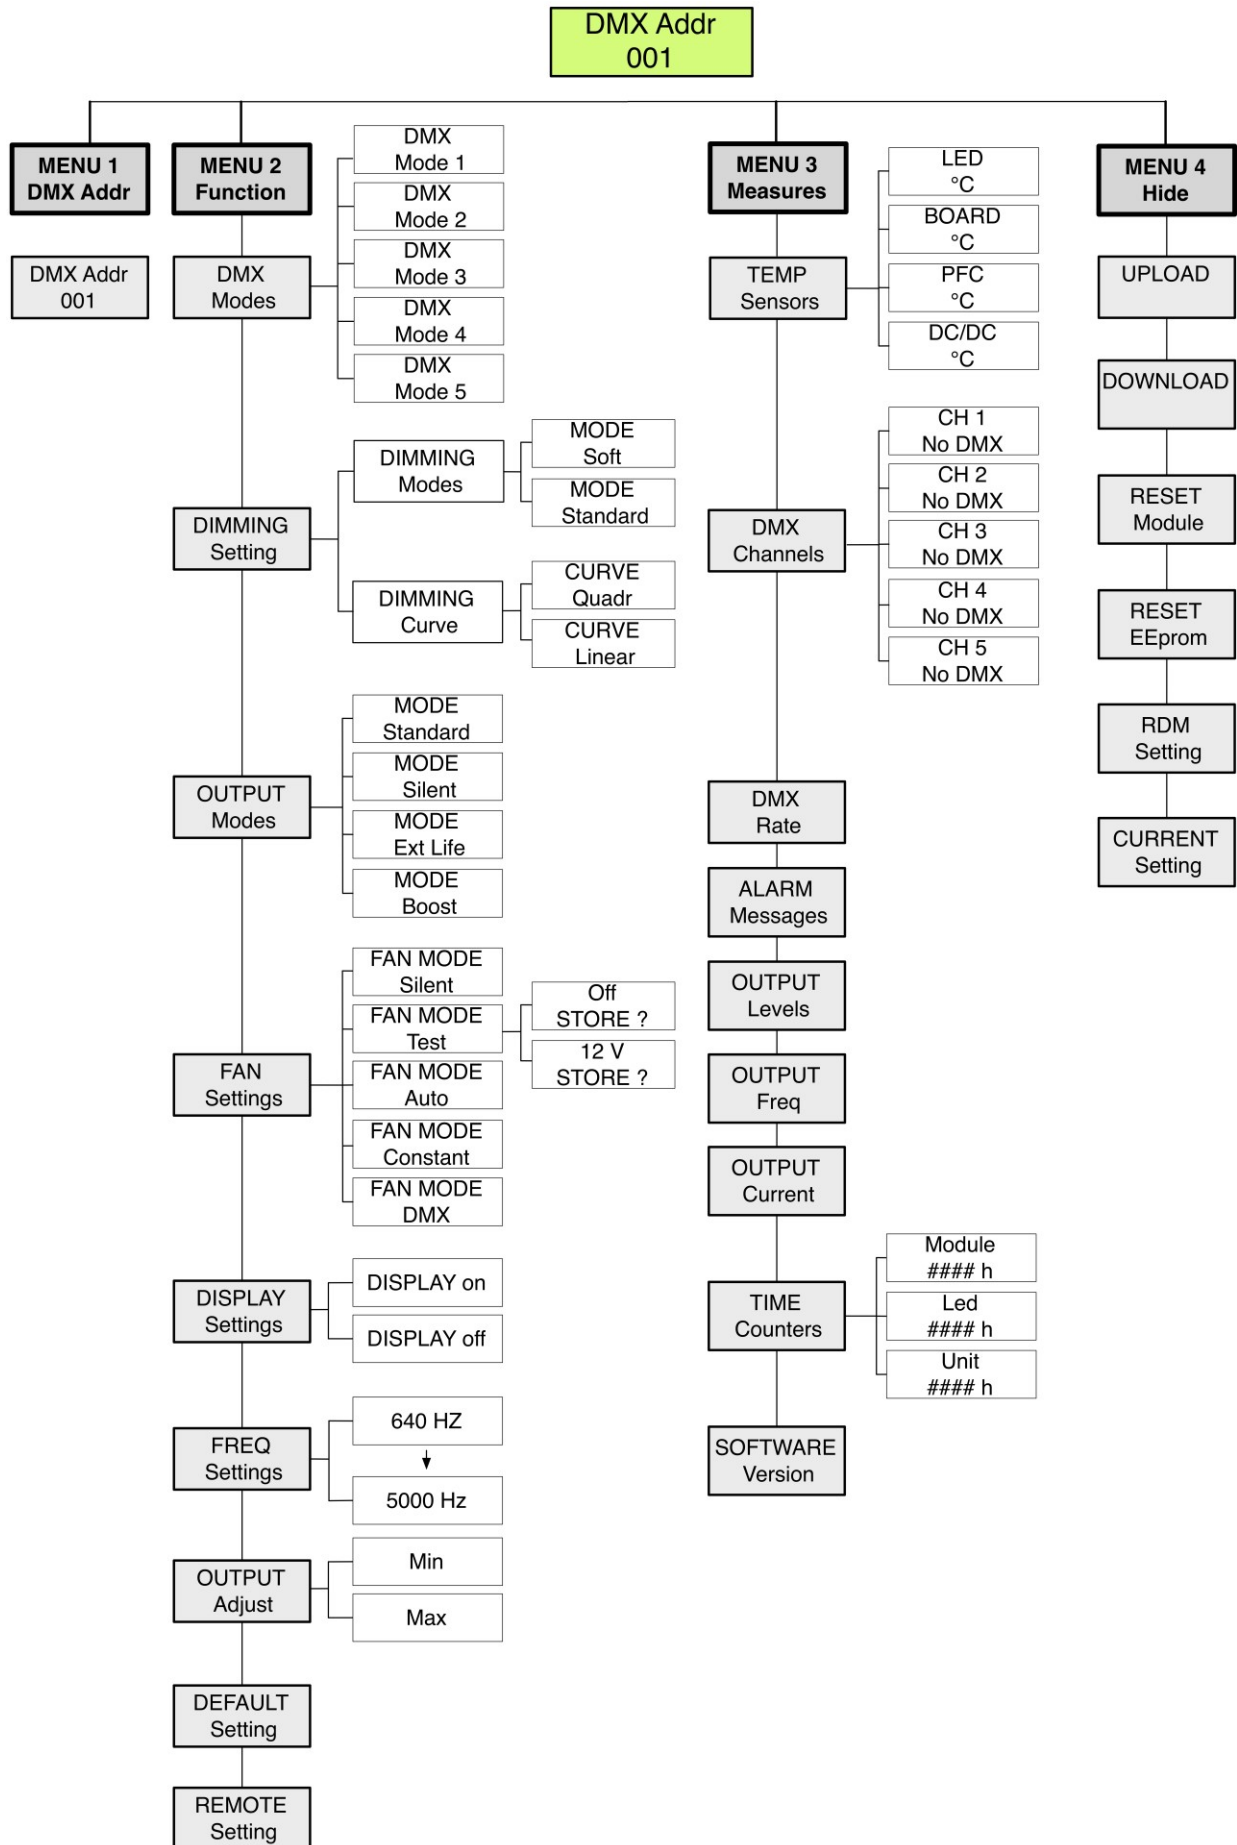 DMX Addr
001
MENU 1
DMX Addr
DMX Addr
001
MENU 2
Function
DMX
Modes
DMX
Mode 1
DMX
Mode 2
DMX
Mode 3
DMX
Mode 4
DMX
Mode 5
DIMMING
Setting
DIMMING
Modes
MODE
Soft
MODE
Standard
DIMMING
Curve
CURVE
Quadr
CURVE
Linear
OUTPUT
Modes
MODE
Standard
MODE
Silent
MODE
Ext Life
MODE
Boost
FAN
Settings
FAN MODE
Silent
FAN MODE
Test
Off
STORE ?
12 V
STORE ?
FAN MODE
Auto
FAN MODE
Constant
FAN MODE
DMX
DISPLAY
Settings
DISPLAY on
DISPLAY off
FREQ
Settings
640 HZ
5000 Hz
OUTPUT
Adjust
Min
Max
DEFAULT
Setting
REMOTE
Setting
MENU 3
Measures
TEMP
Sensors
LED
°C
BOARD
°C
PFC
°C
DC/DC
°C
DMX
Channels
CH 1
No DMX
CH 2
No DMX
CH 3
No DMX
CH 4
No DMX
CH 5
No DMX
DMX
Rate
ALARM
Messages
OUTPUT
Levels
OUTPUT
Freq
OUTPUT
Current
TIME
Counters
Module
#### h
Led
#### h
Unit
#### h
SOFTWARE
Version
MENU 4
Hide
UPLOAD
DOWNLOAD
RESET
Module
RESET
EEprom
RDM
Setting
CURRENT
Setting